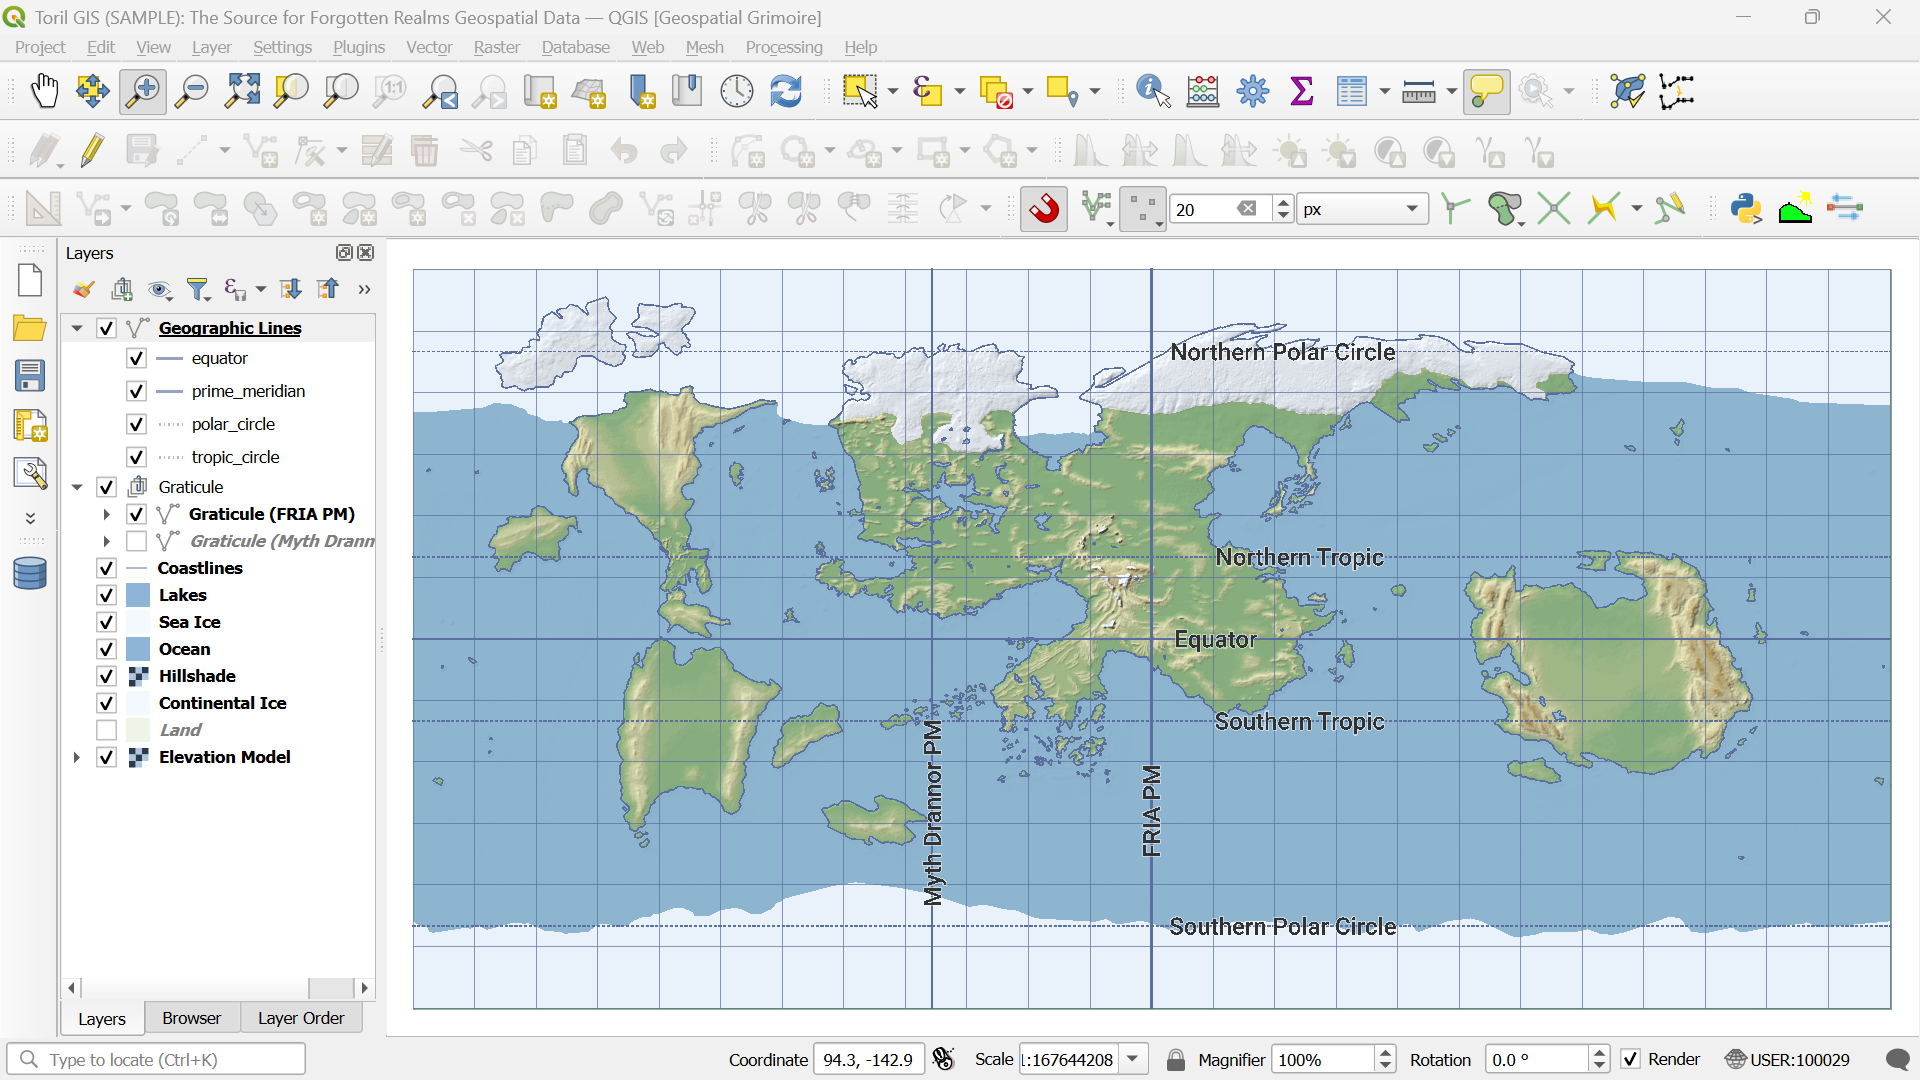 Toril GIS (SAMPLE): The Source for Forgotten Realms Geospatial Data — QGIS [Geospatial Grimoire]
Project Edit View Layer Settings Plugins Vector Raster Database Web Mesh Processing Help
1:1
20 px
Layers
Geographic Lines
equator
prime_meridian
polar_circle
tropic_circle
Graticule
Graticule (FRIA PM)
Graticule (Myth Drann
Coastlines
Lakes
Sea Ice
Ocean
Hillshade
Continental Ice
Land
Elevation Model
Northern Polar Circle
Northern Tropic
Equator
Southern Tropic
Myth Drannor PM
FRIA PM
Southern Polar Circle
Layers Browser Layer Order
Type to locate (Ctrl+K) Coordinate 94.3, -142.9 Scale 1:167644208 Magnifier 100% Rotation 0.0 ° Render USER:100029